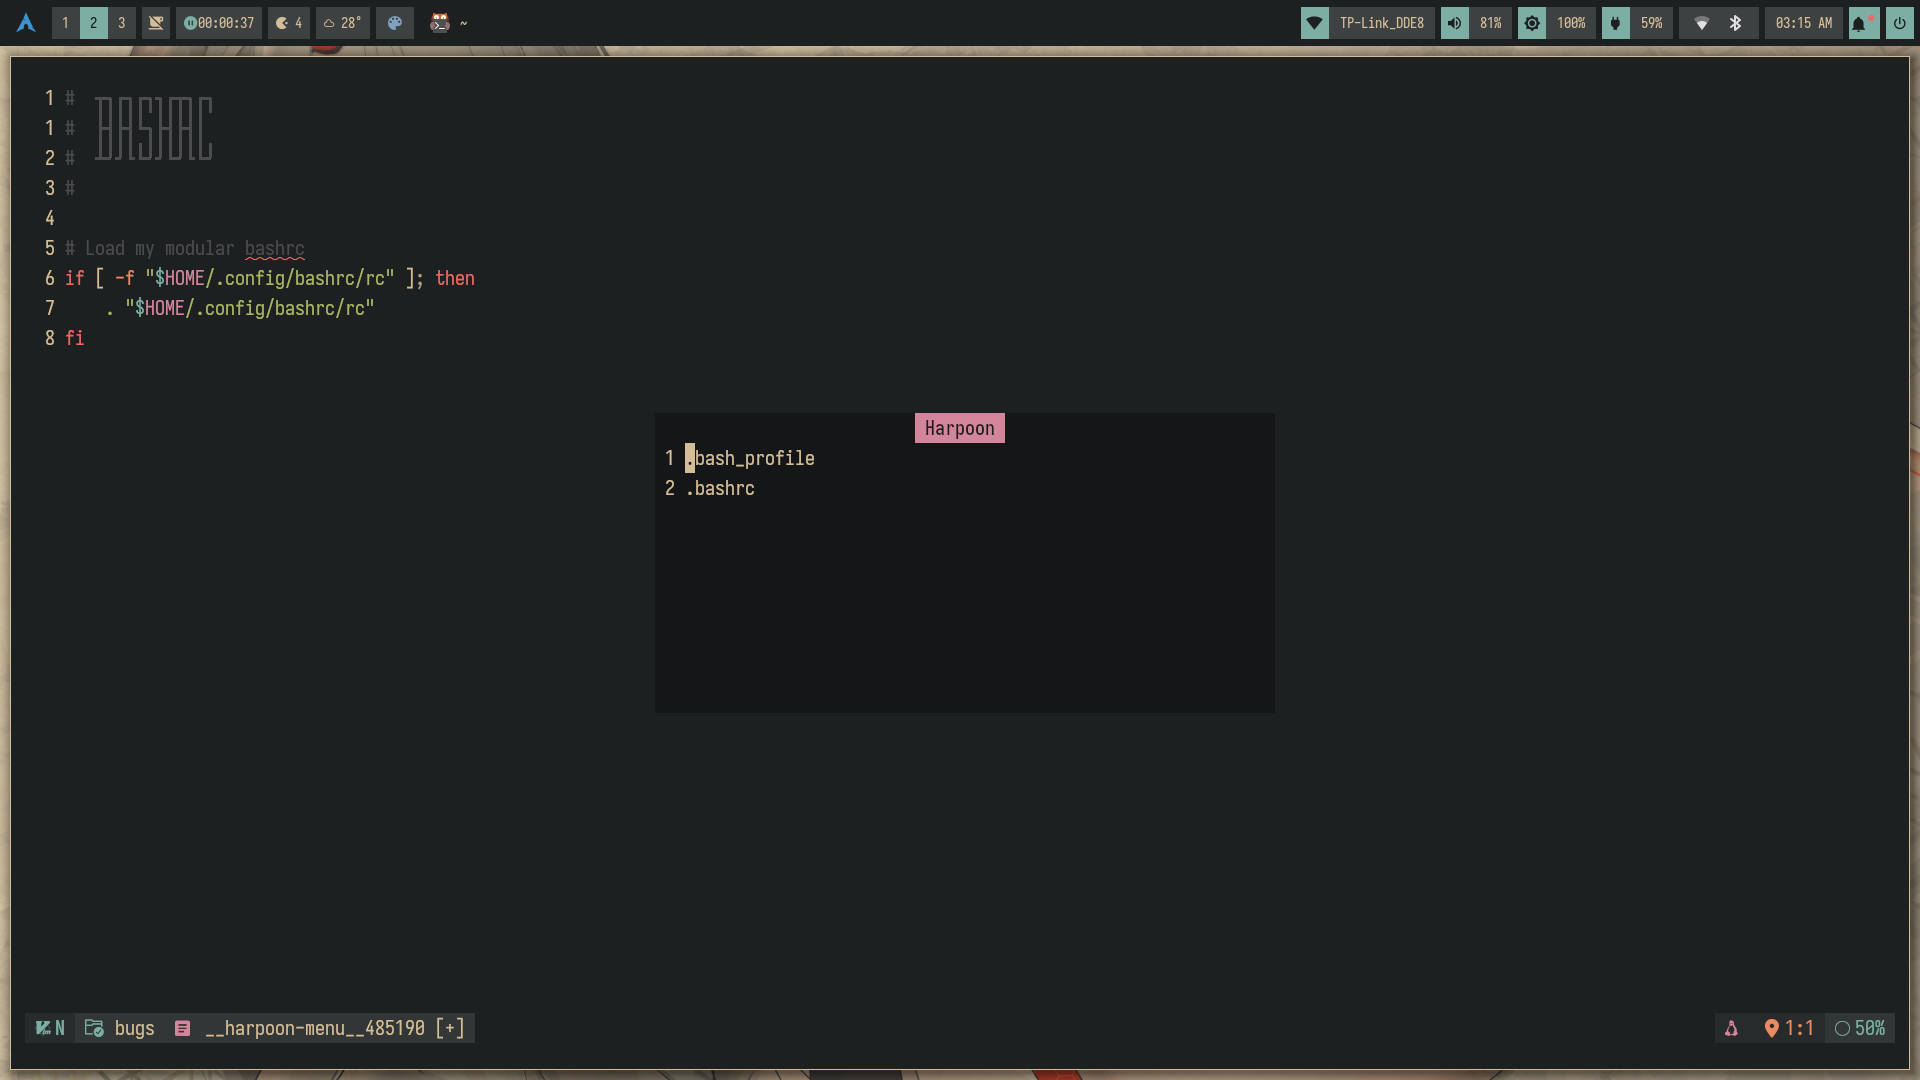 1 2 3 00:00:37 4 28° ~ TP-Link_DDE8 81% 100% 59% 03:15 AM
1 # BASHRC
1 #
2 #
3 #
4
5 # Load my modular bashrc
6 if [ -f "$HOME/.config/bashrc/rc" ]; then
7 . "$HOME/.config/bashrc/rc"
8 fi
Harpoon
1 .bash_profile
2 .bashrc
N bugs __harpoon-menu__485190 [+] 1:1 50%